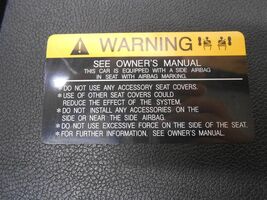 WARNING
SEE OWNER'S MANUAL
THIS CAR IS EQUIPPED WITH A SIDE AIRBAG
IN SEAT WITH AIRBAG MARKING.
*DO NOT USE ANY ACCESSORY SEAT COVERS.
*USE OF OTHER SEAT COVERS COULD
REDUCE THE EFFECT OF THE SYSTEM.
*DO NOT INSTALL ANY ACCESSORIES ON THE
SIDE OR NEAR THE SIDE AIRBAG.
*DO NOT USE EXCESSIVE FORCE ON THE SIDE OF THE SEAT.
*FOR FURTHER INFORMATION, SEE OWNER'S MANUAL.